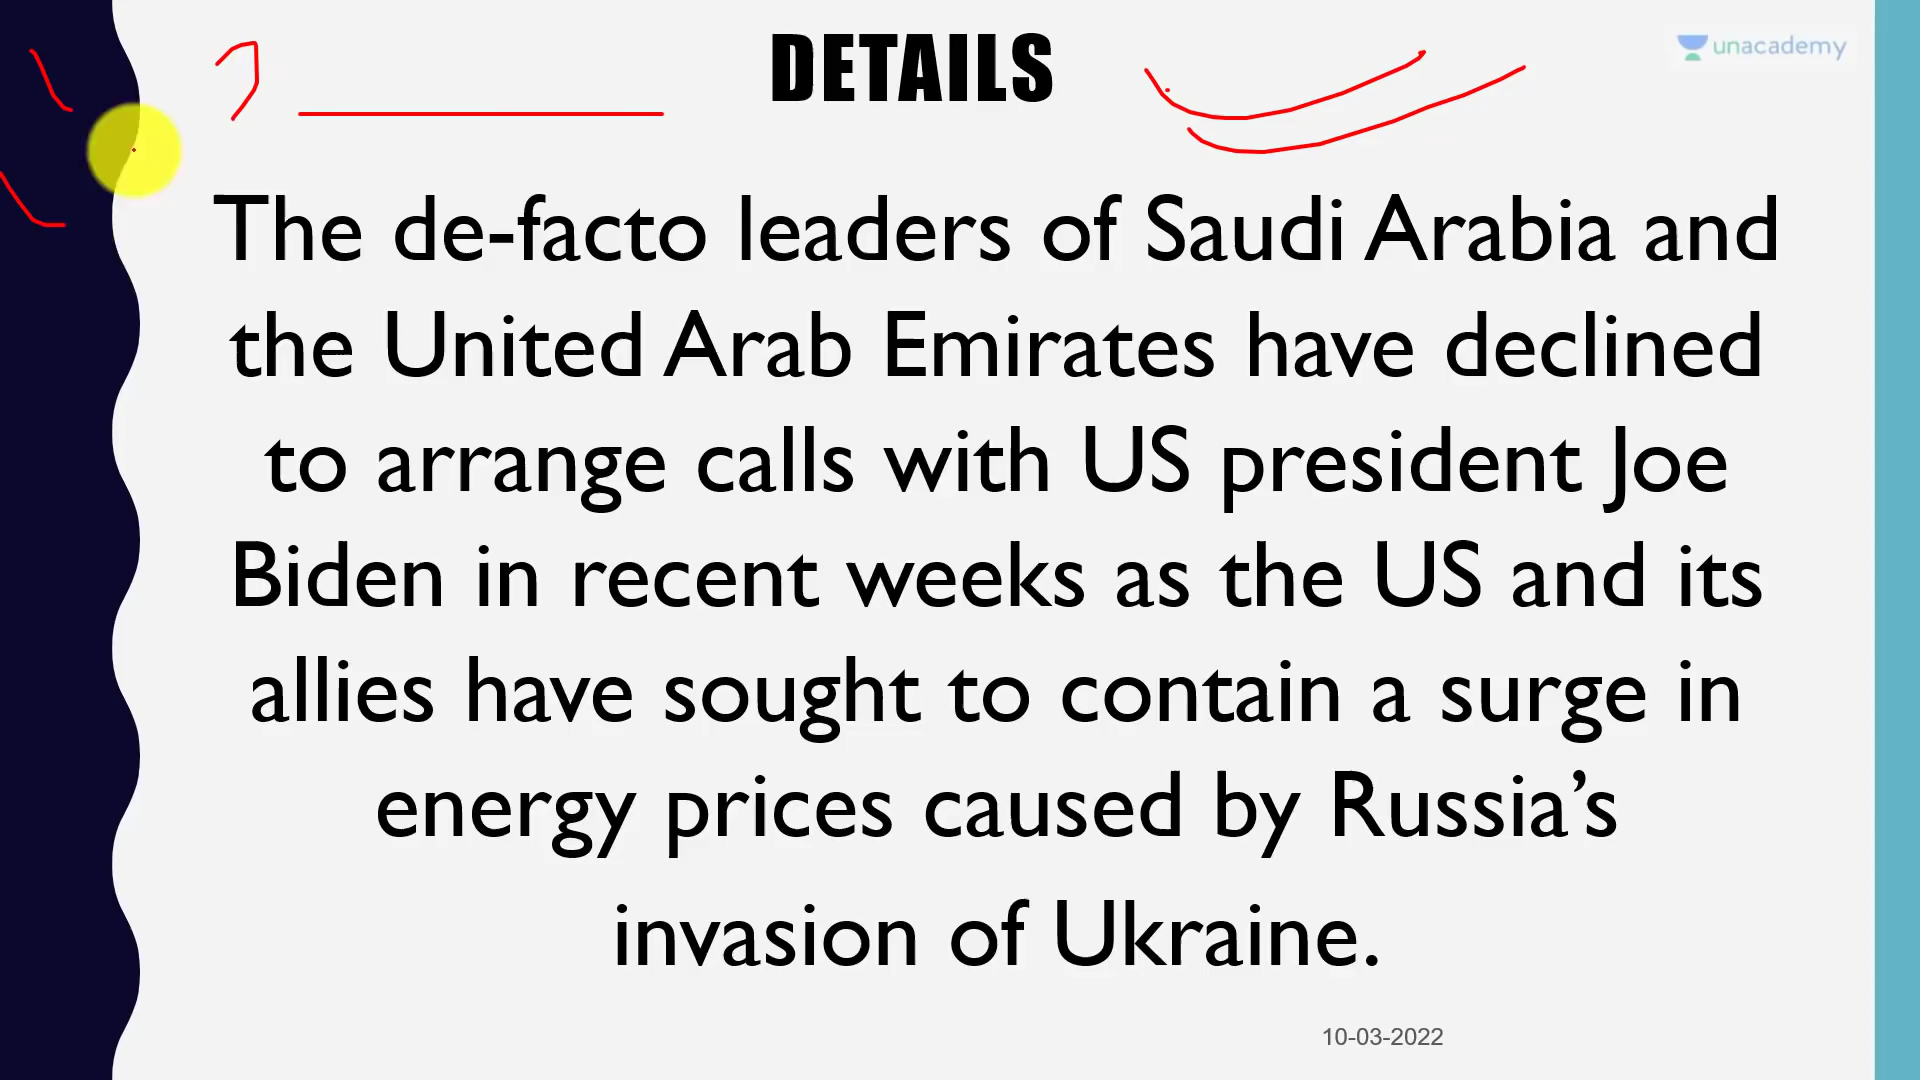 DETAILS
unacademy
The de-facto leaders of Saudi Arabia and
the United Arab Emirates have declined
to arrange calls with US president Joe
Biden in recent weeks as the US and its
allies have sought to contain a surge in
energy prices caused by Russia’s
invasion of Ukraine.
10-03-2022